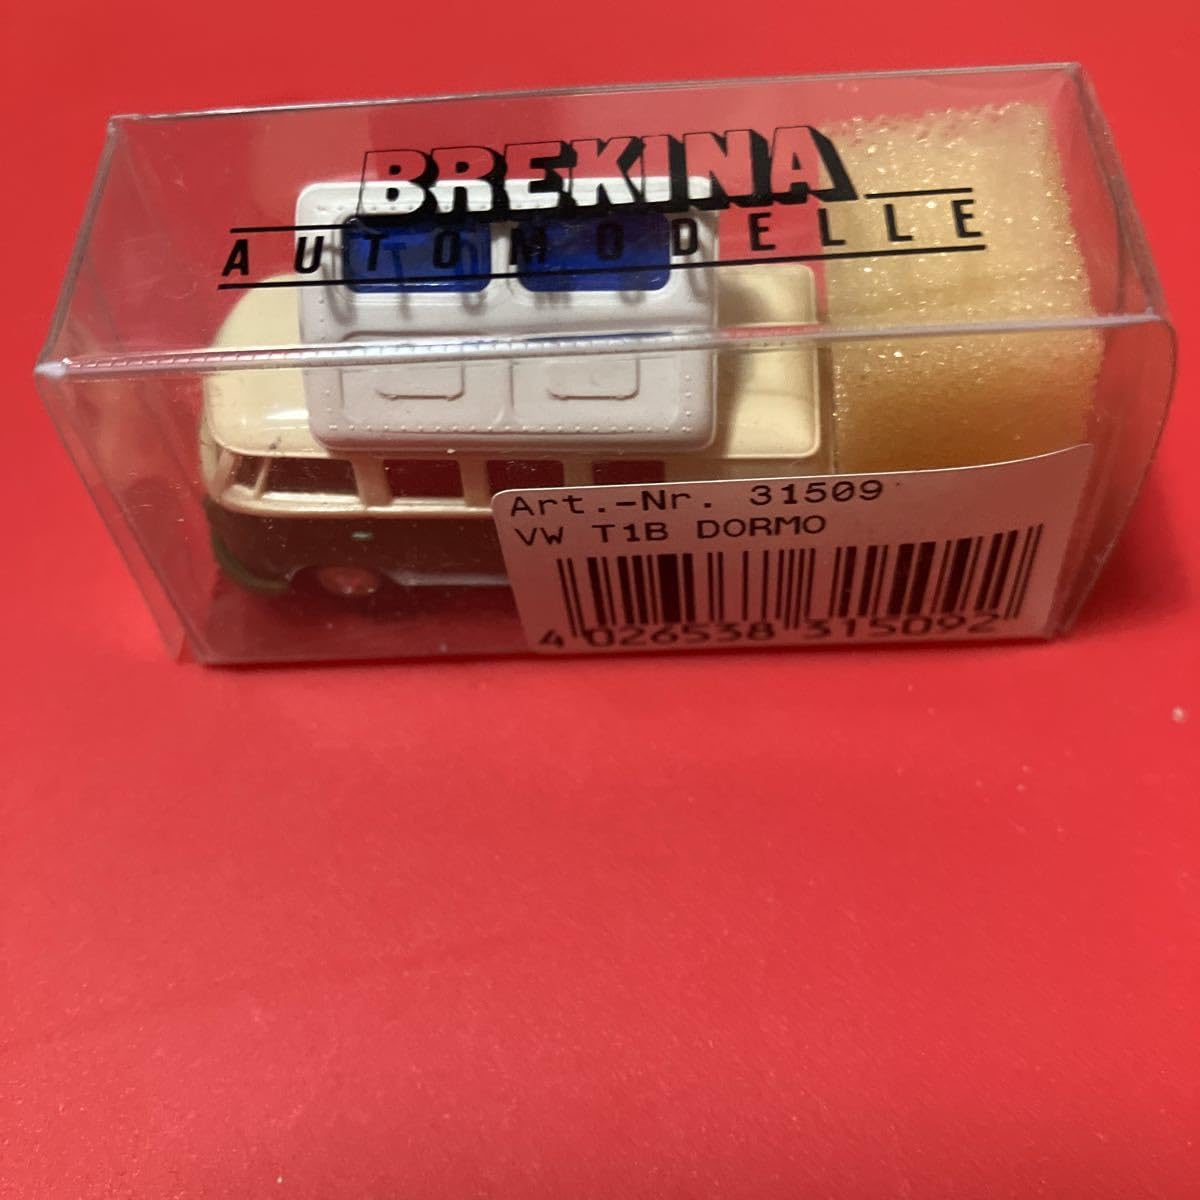 BREKINA
AUTOMODELLE
Art.-Nr. 31509
VW T1B DORMO
4 026538 315092